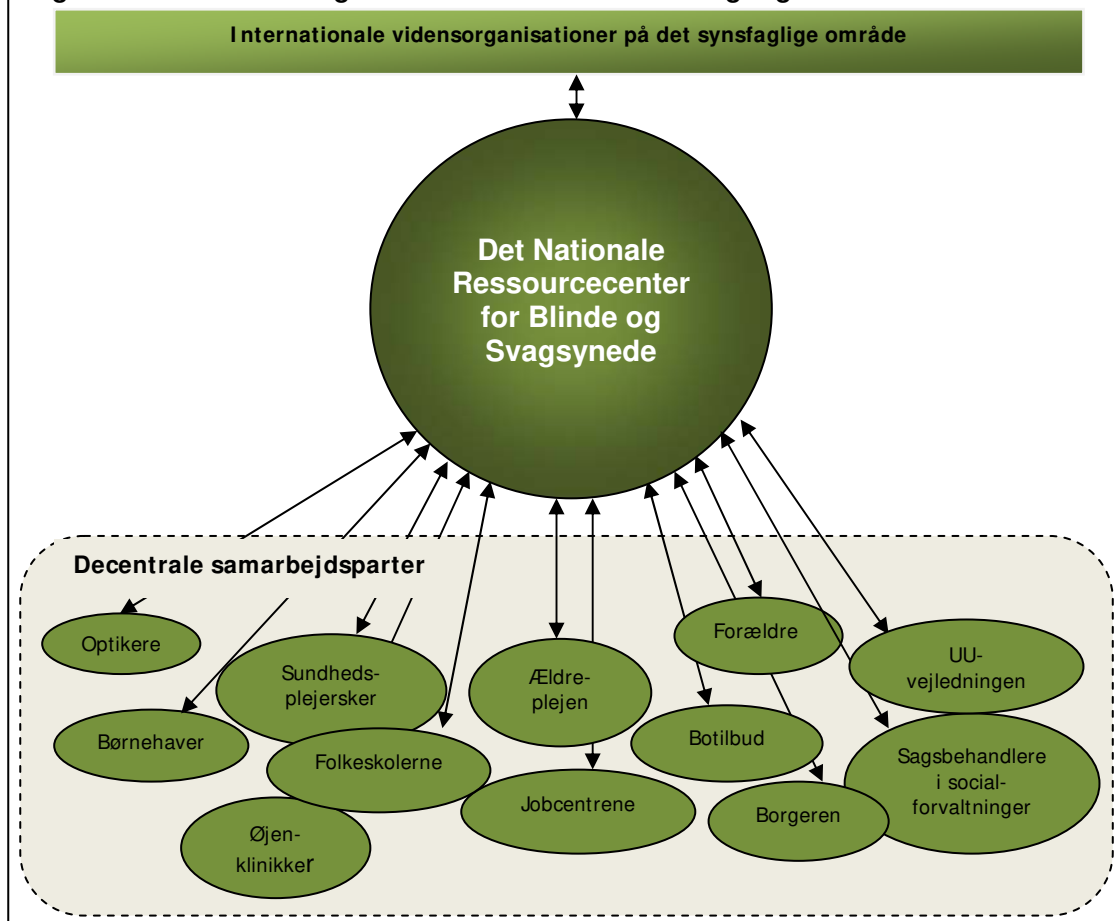 Internationale vidensorganisationer på det synsfaglige område
Det Nationale
Ressourcecenter
for Blinde og
Svagsynede
Decentrale samarbejdsparter
Optikere
Sundheds-
plejersker
Ældre-
plejen
Forældre
UU-
vejledningen
Børnehaver
Folkeskolerne
Botilbud
Sagsbehandlere
i social-
forvaltninger
Jobcentrene
Borgeren
Øjen-
klinikker